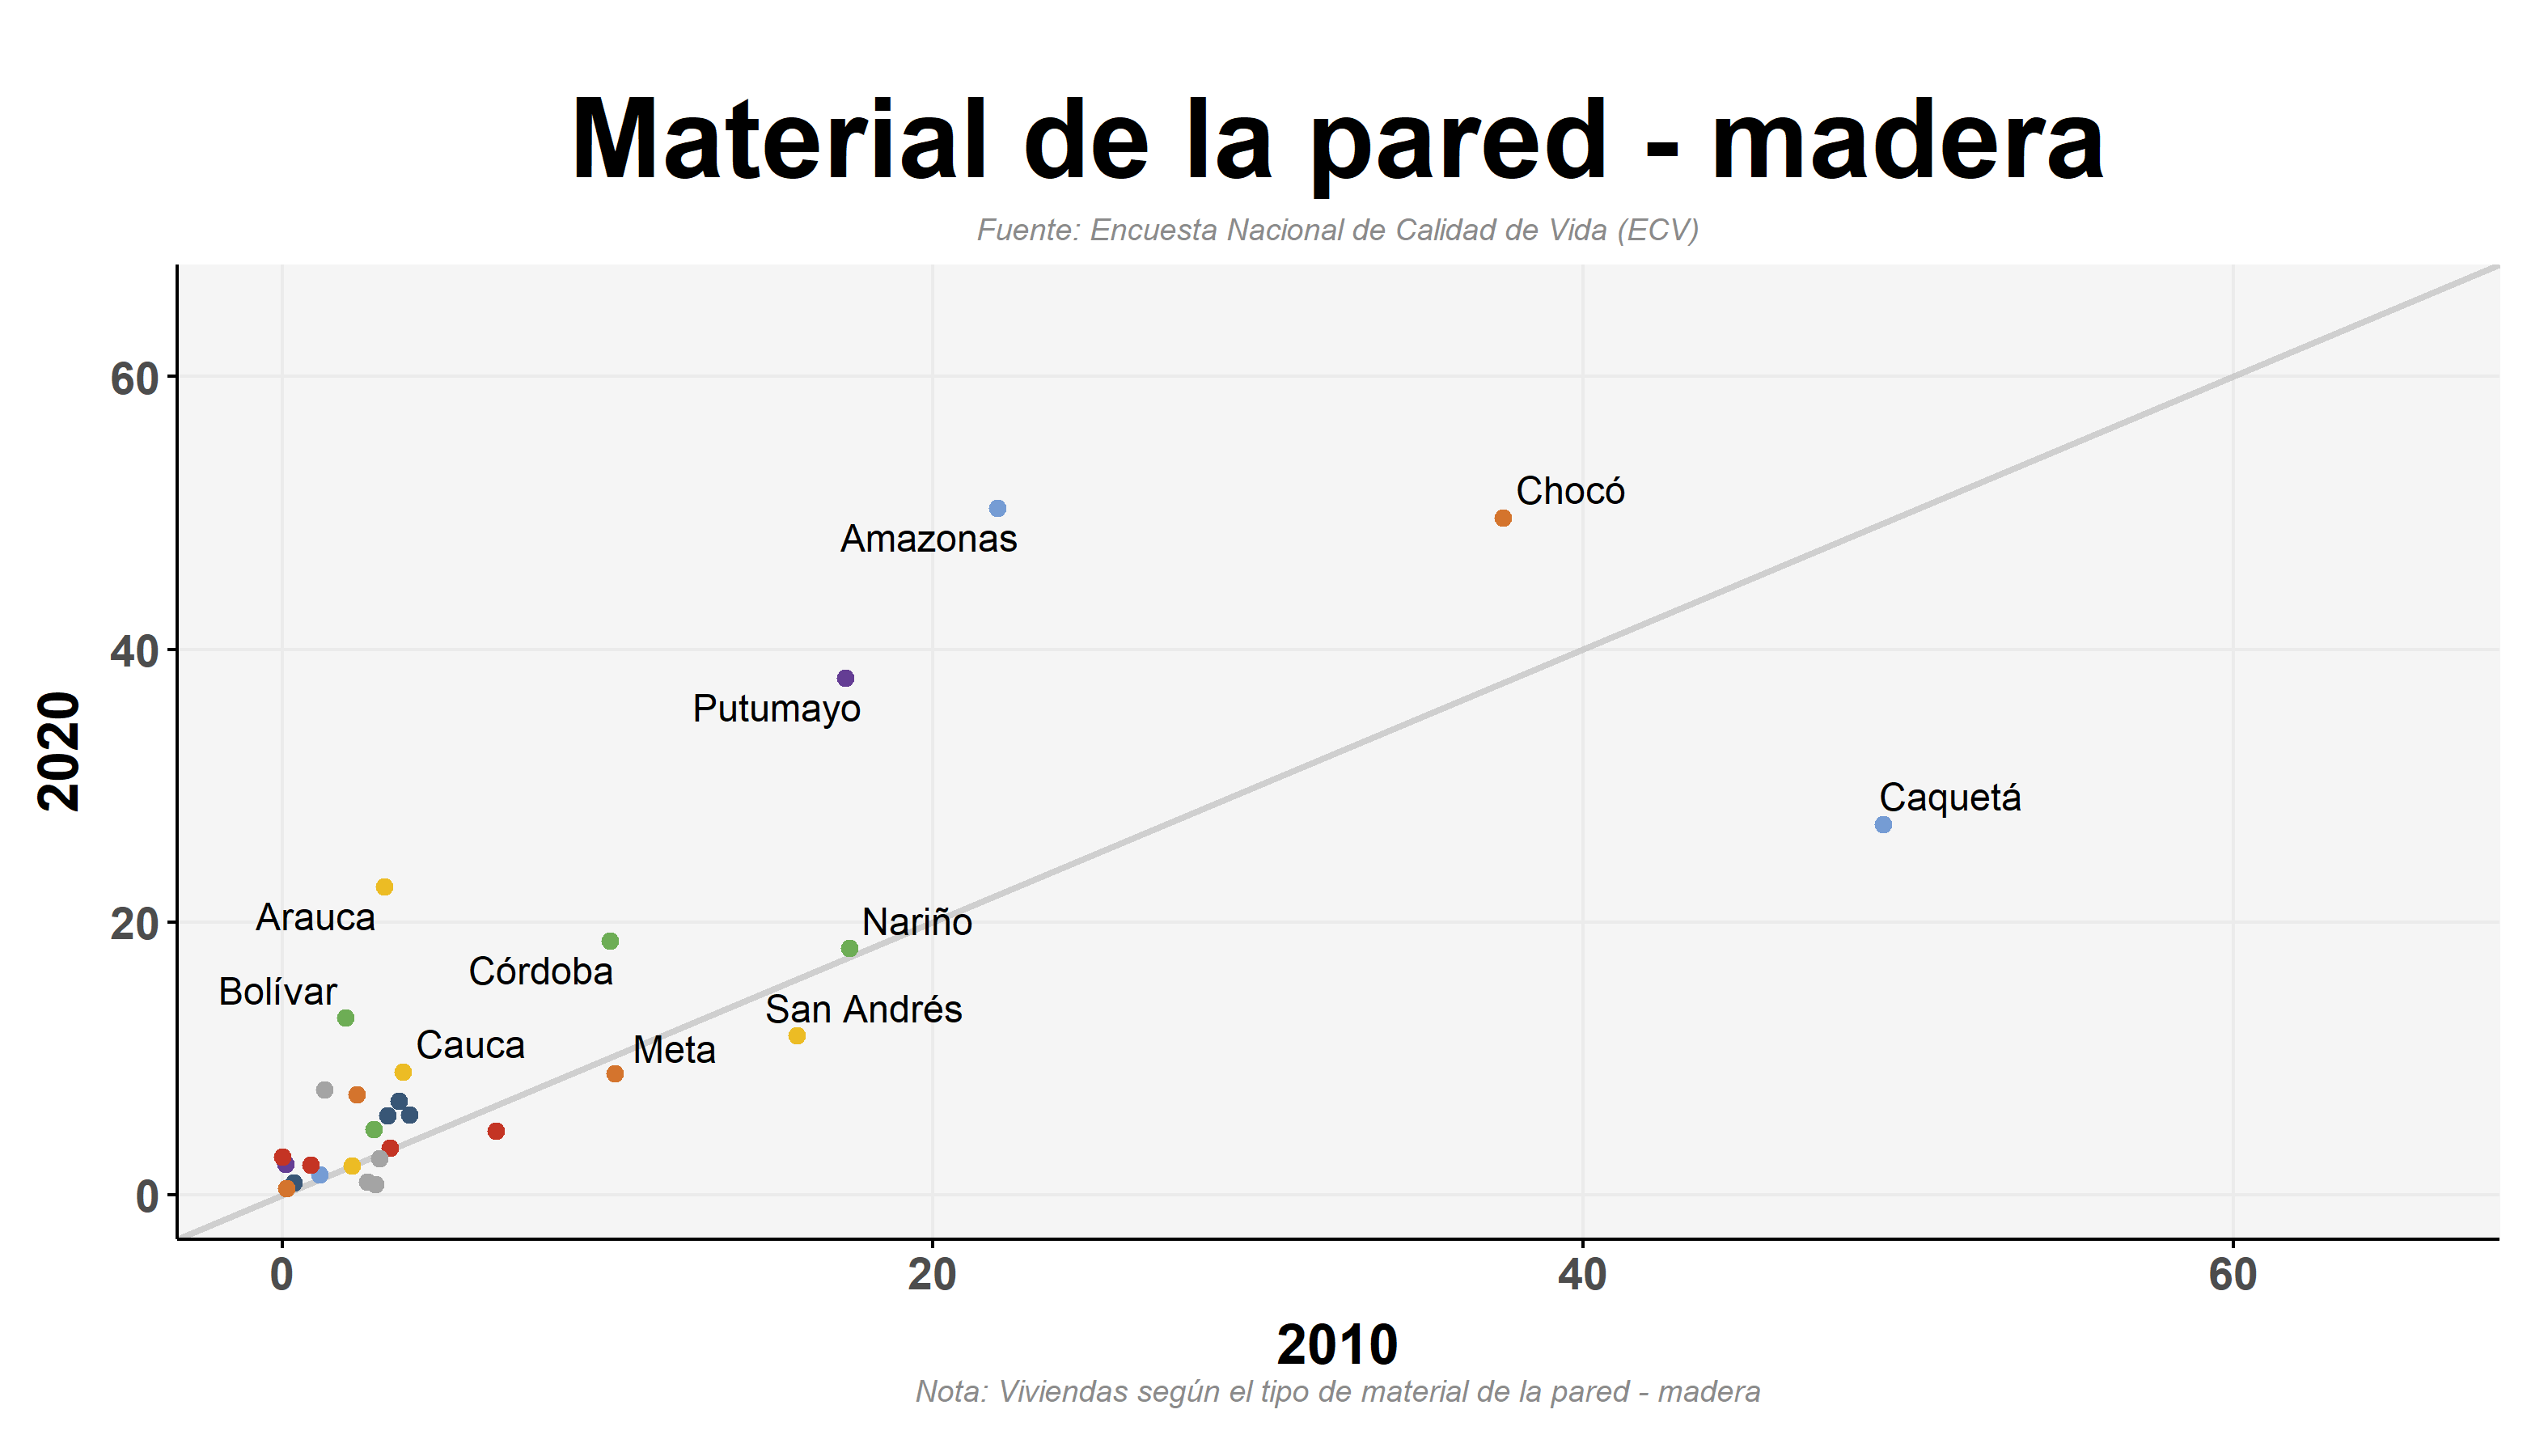 Material de la pared - madera
Fuente: Encuesta Nacional de Calidad de Vida (ECV)
60
Chocó
Amazonas
40
Putumayo
2020
Caquetá
Arauca
20
Nariño
Córdoba
Bolívar
San Andrés
Cauca
Meta
0
0 20 40 60
2010
Nota: Viviendas según el tipo de material de la pared - madera